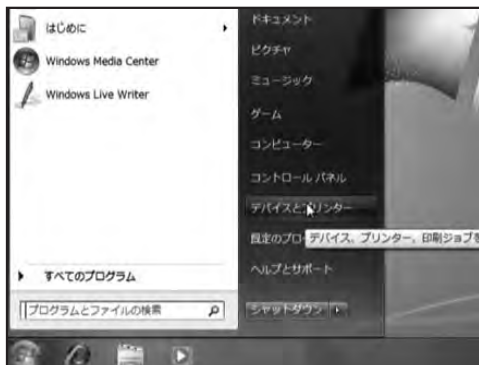 はじめに
Windows Media Center
Windows Live Writer
すべてのプログラム
プログラムとファイルの検索
ドキュメント
ピクチャ
ミュージック
ゲーム
コンピューター
コントロール パネル
デバイスとプリンター
既定のプロ
デバイス、プリンター、印刷ジョブを
ヘルプとサポート
シャットダウン